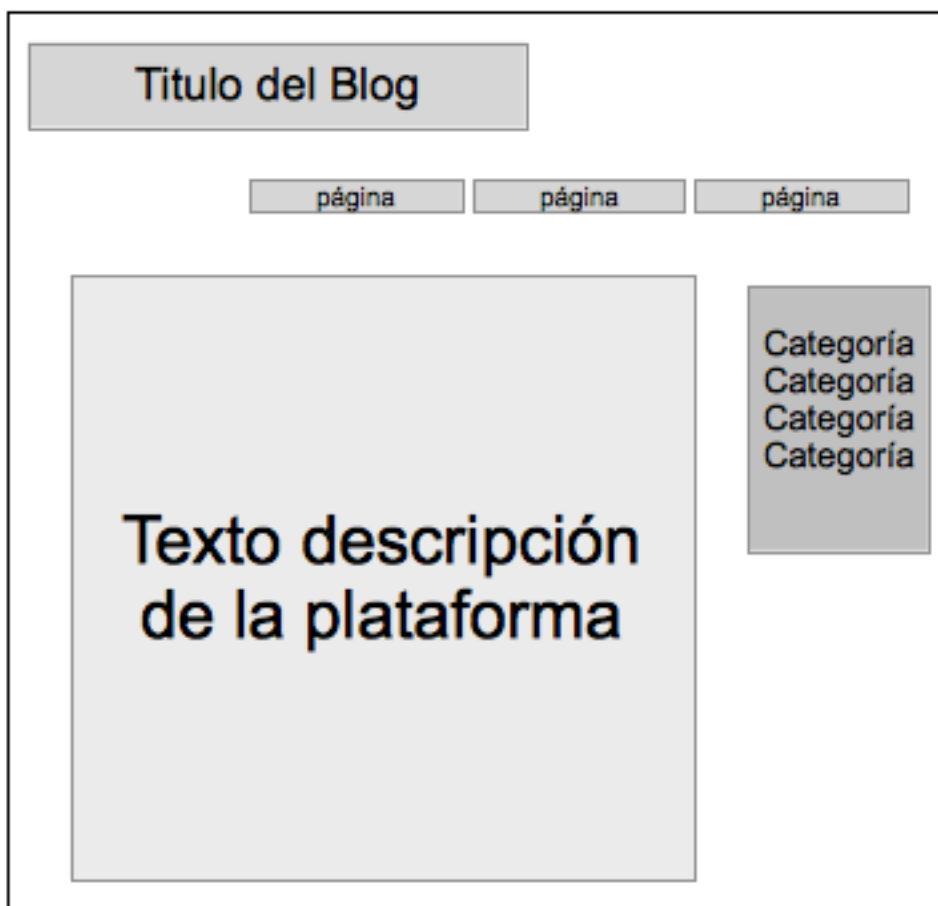 Titulo del Blog
página página página
Categoría
Categoría
Categoría
Categoría
Texto descripción
de la plataforma